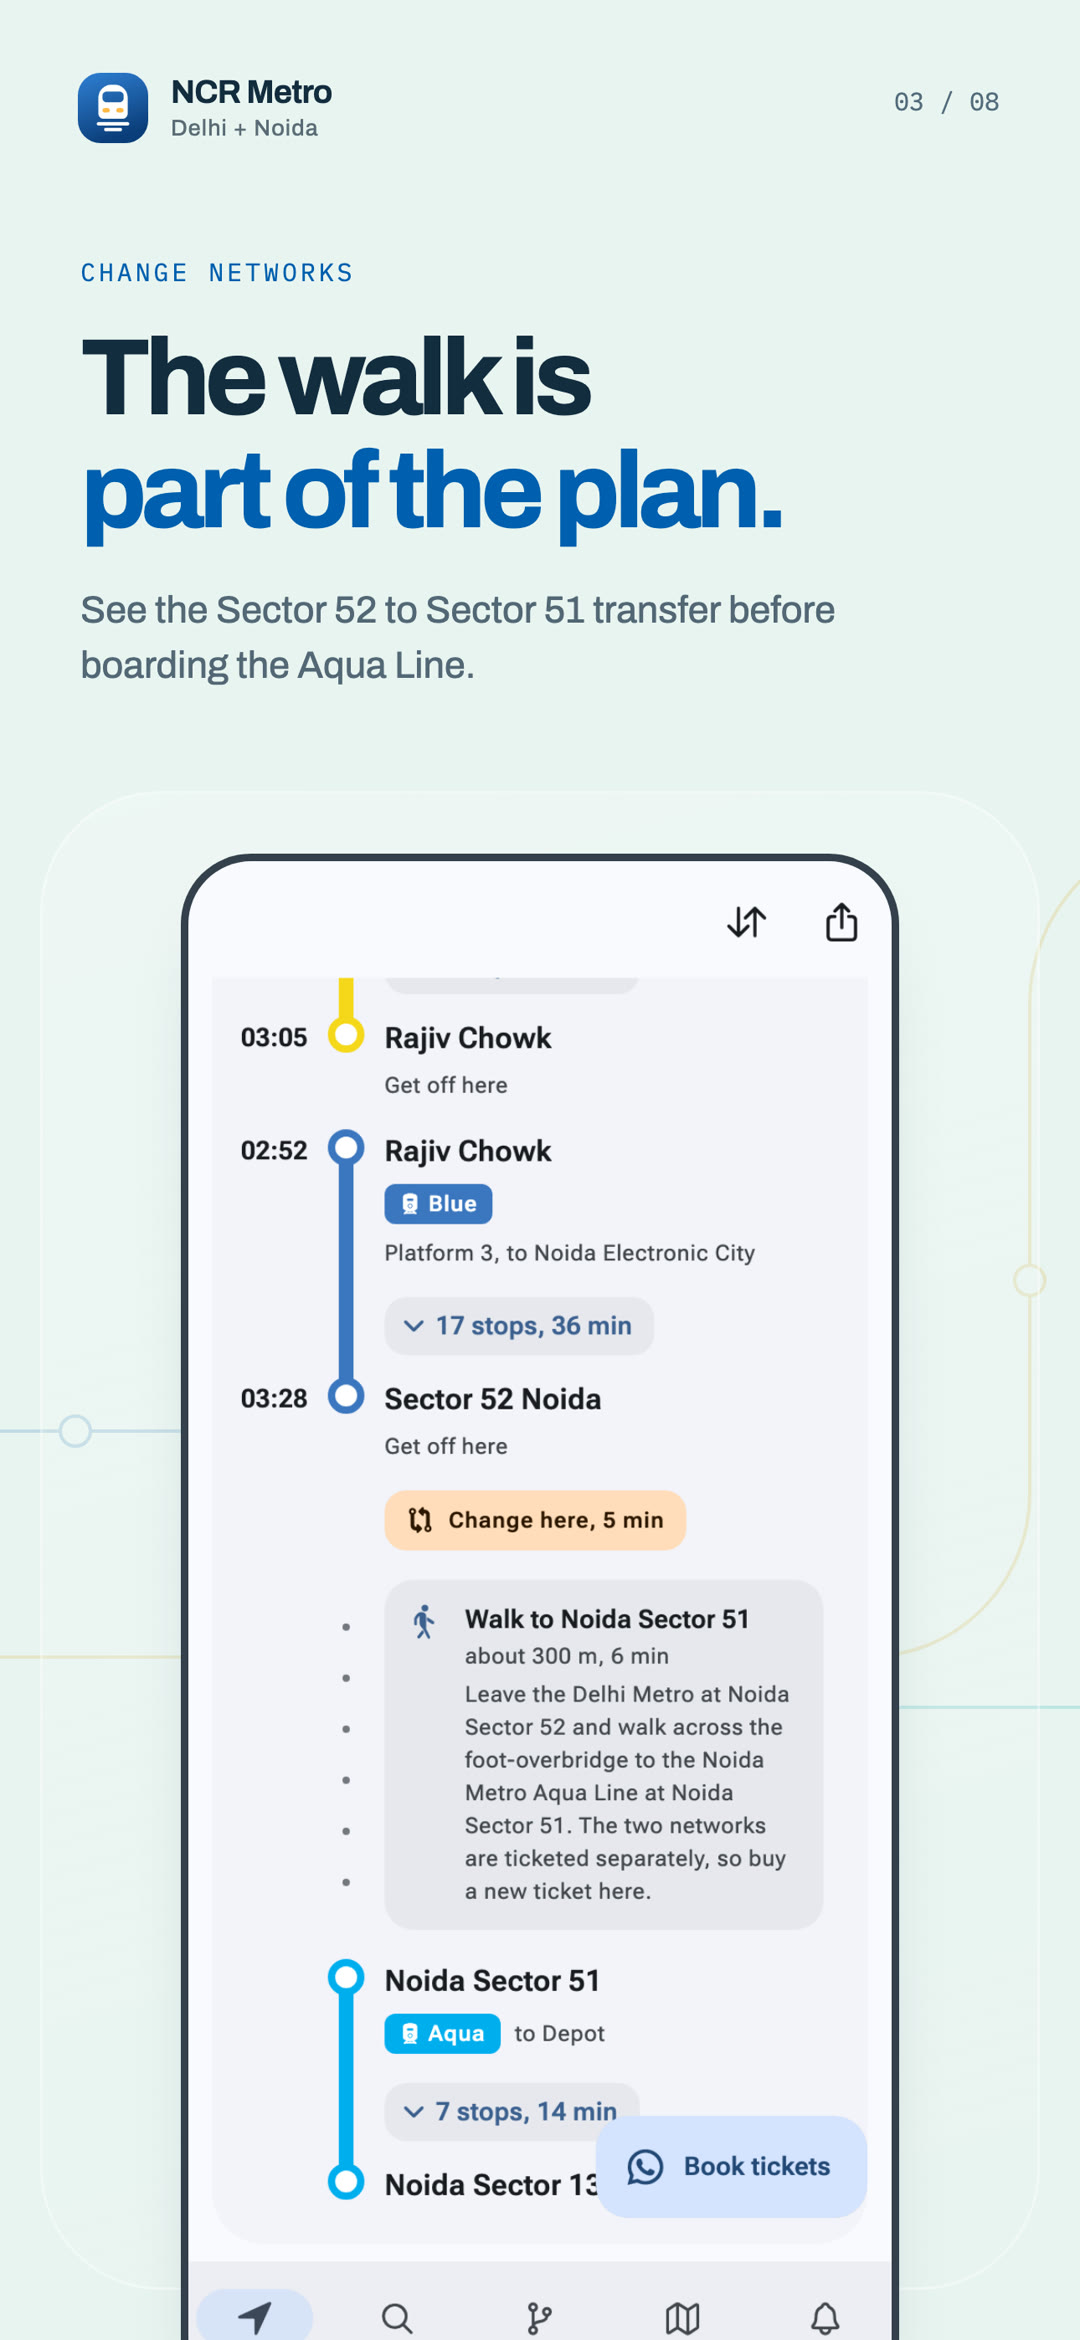 NCR Metro
Delhi + Noida
03 / 08
CHANGE NETWORKS
The walk is
part of the plan.
See the Sector 52 to Sector 51 transfer before
boarding the Aqua Line.
03:05 Rajiv Chowk
Get off here
02:52 Rajiv Chowk
Blue
Platform 3, to Noida Electronic City
17 stops, 36 min
03:28 Sector 52 Noida
Get off here
Change here, 5 min
Walk to Noida Sector 51
about 300 m, 6 min
Leave the Delhi Metro at Noida
Sector 52 and walk across the
foot-overbridge to the Noida
Metro Aqua Line at Noida
Sector 51. The two networks
are ticketed separately, so buy
a new ticket here.
Noida Sector 51
Aqua to Depot
7 stops, 14 min
Noida Sector 13
Book tickets